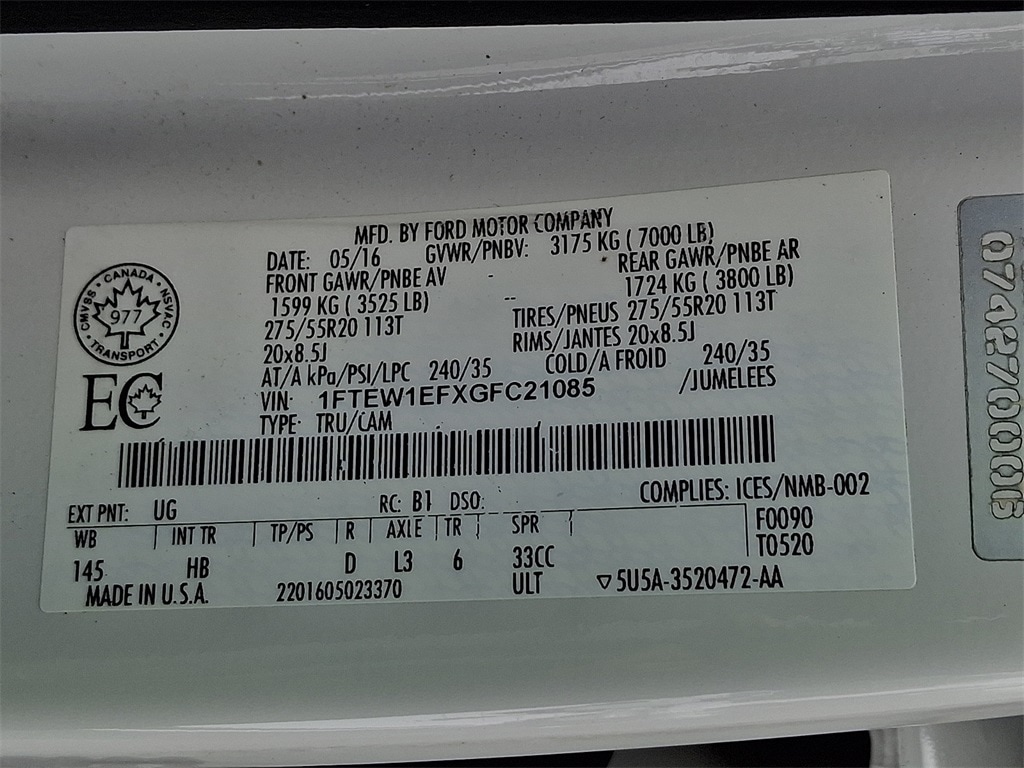 MFD. BY FORD MOTOR COMPANY
DATE: 05/16 GVWR/PNBV: 3175 KG ( 7000 LB)
FRONT GAWR/PNBE AV REAR GAWR/PNBE AR
1599 KG ( 3525 LB) 1724 KG ( 3800 LB)
275/55R20 113T TIRES/PNEUS 275/55R20 113T
20x8.5J RIMS/JANTES 20x8.5J
AT/A kPa/PSI/LPC 240/35 COLD/A FROID 240/35
VIN: 1FTEW1EFXGFC21085 /JUMELEES
TYPE: TRU/CAM
CANADA
CMVSS NSVAC
977
TRANSPORT
EC
EXT PNT: UG RC: B1 DSO: COMPLIES: ICES/NMB-002
WB INT TR TP/PS R AXLE TR SPR F0090
145 HB D L3 6 33CC T0520
MADE IN U.S.A. 2201605023370 ULT 5U5A-3520472-AA